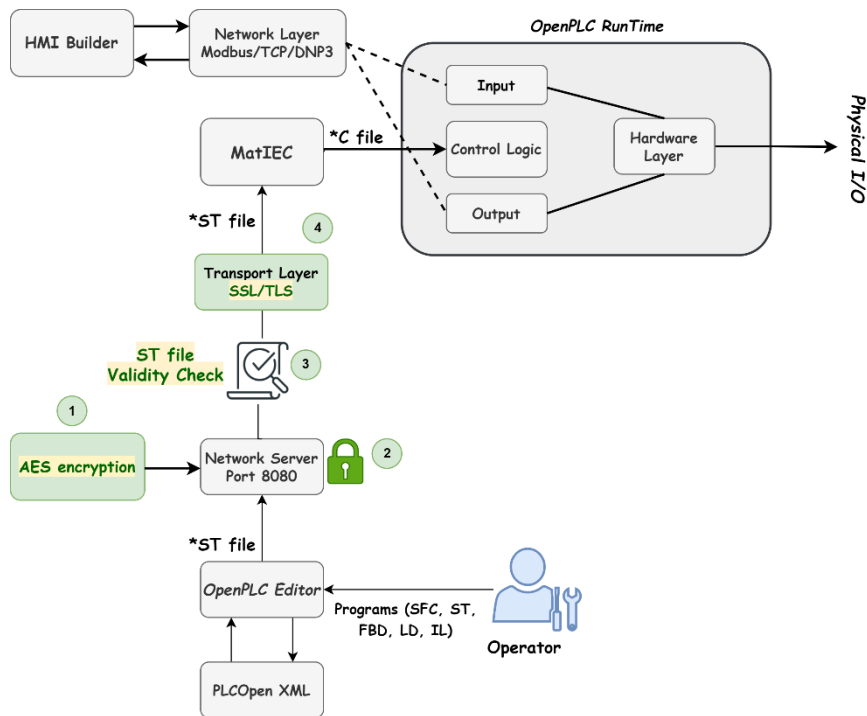 HMI Builder
Network Layer
Modbus/TCP/DNP3
OpenPLC RunTime
Input
Control Logic
Output
Hardware
Layer
Physical I/O
MatIEC
*C file
*ST file
4
Transport Layer
SSL/TLS
ST file
Validity Check
3
1
AES encryption
Network Server
Port 8080
2
*ST file
OpenPLC Editor
Programs (SFC, ST,
FBD, LD, IL)
Operator
PLCOpen XML